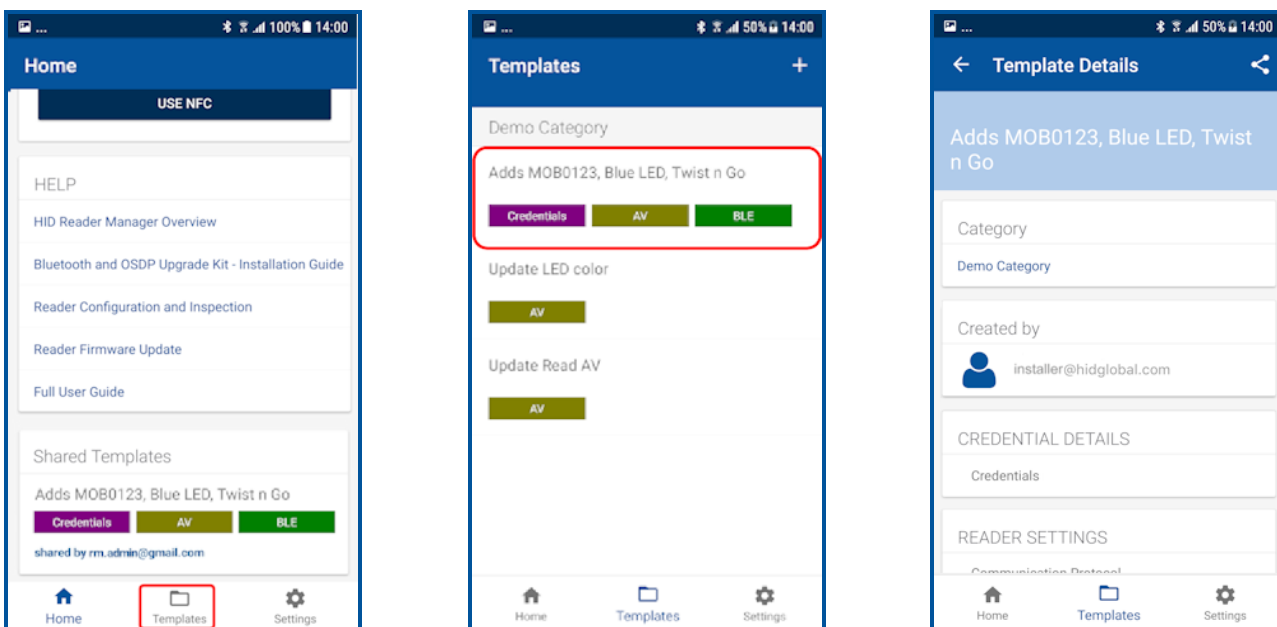 ... 100% 14:00
Home
USE NFC
HELP
HID Reader Manager Overview
Bluetooth and OSDP Upgrade Kit - Installation Guide
Reader Configuration and Inspection
Reader Firmware Update
Full User Guide
Shared Templates
Adds MOB0123, Blue LED, Twist n Go
Credentials AV BLE
shared by rm.admin@gmail.com
Home Templates Settings
... 50% 14:00
Templates +
Demo Category
Adds MOB0123, Blue LED, Twist n Go
Credentials AV BLE
Update LED color
AV
Update Read AV
AV
Home Templates Settings
... 50% 14:00
Template Details
Adds MOB0123, Blue LED, Twist
n Go
Category
Demo Category
Created by
installer@hidglobal.com
CREDENTIAL DETAILS
Credentials
READER SETTINGS
Communication Protocol
Home Templates Settings